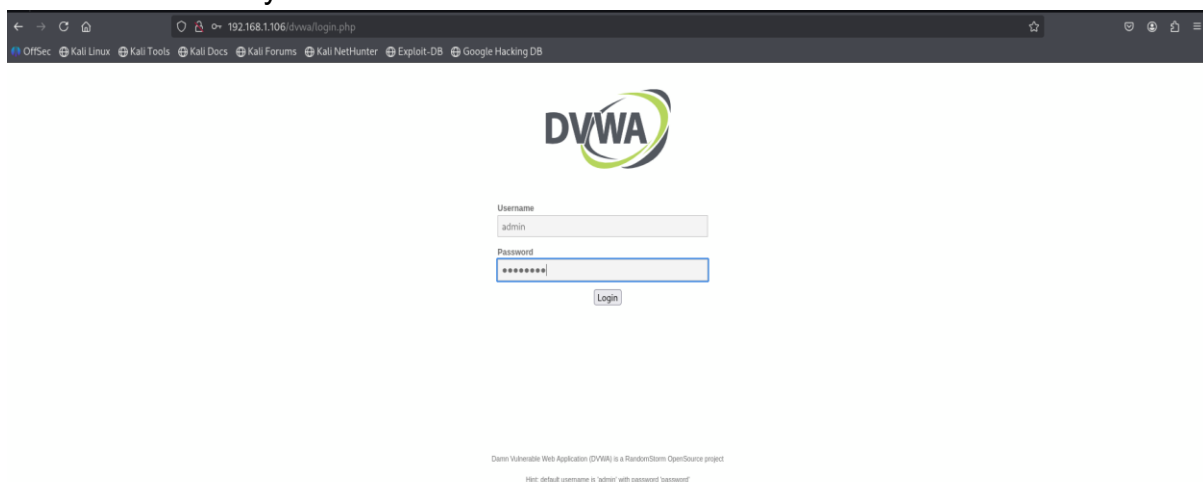 192.168.1.106/dvwa/login.php
OffSec Kali Linux Kali Tools Kali Docs Kali Forums Kali NetHunter Exploit-DB Google Hacking DB
DVWA
Username
admin
Password
••••••••
Login
Damn Vulnerable Web Application (DVWA) is a RandomStorm OpenSource project
Hint: default username is 'admin' with password 'password'